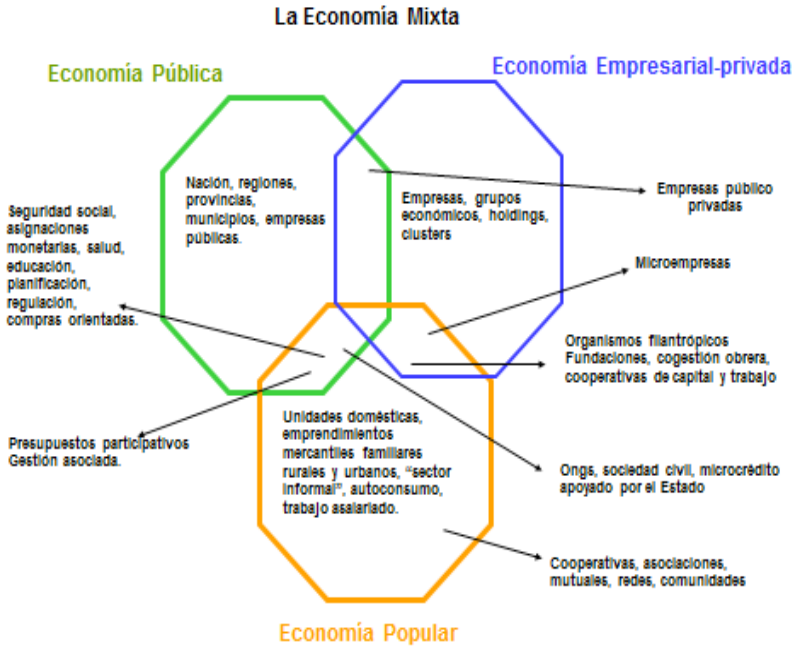 La Economía Mixta
Economía Pública
Economía Empresarial-privada
Nación, regiones,
provincias,
municipios, empresas
públicas.
Empresas, grupos
económicos, holdings,
clusters
Empresas público
privadas
Seguridad social,
asignaciones
monetarias, salud,
educación,
planificación,
regulación,
compras orientadas.
Microempresas
Organismos filantrópicos
Fundaciones, cogestión obrera,
cooperativas de capital y trabajo
Unidades domésticas,
emprendimientos
mercantiles familiares
rurales y urbanos, “sector
informal”, autoconsumo,
trabajo asalariado.
Presupuestos participativos
Gestión asociada.
Ongs, sociedad civil, microcrédito
apoyado por el Estado
Cooperativas, asociaciones,
mutuales, redes, comunidades
Economía Popular